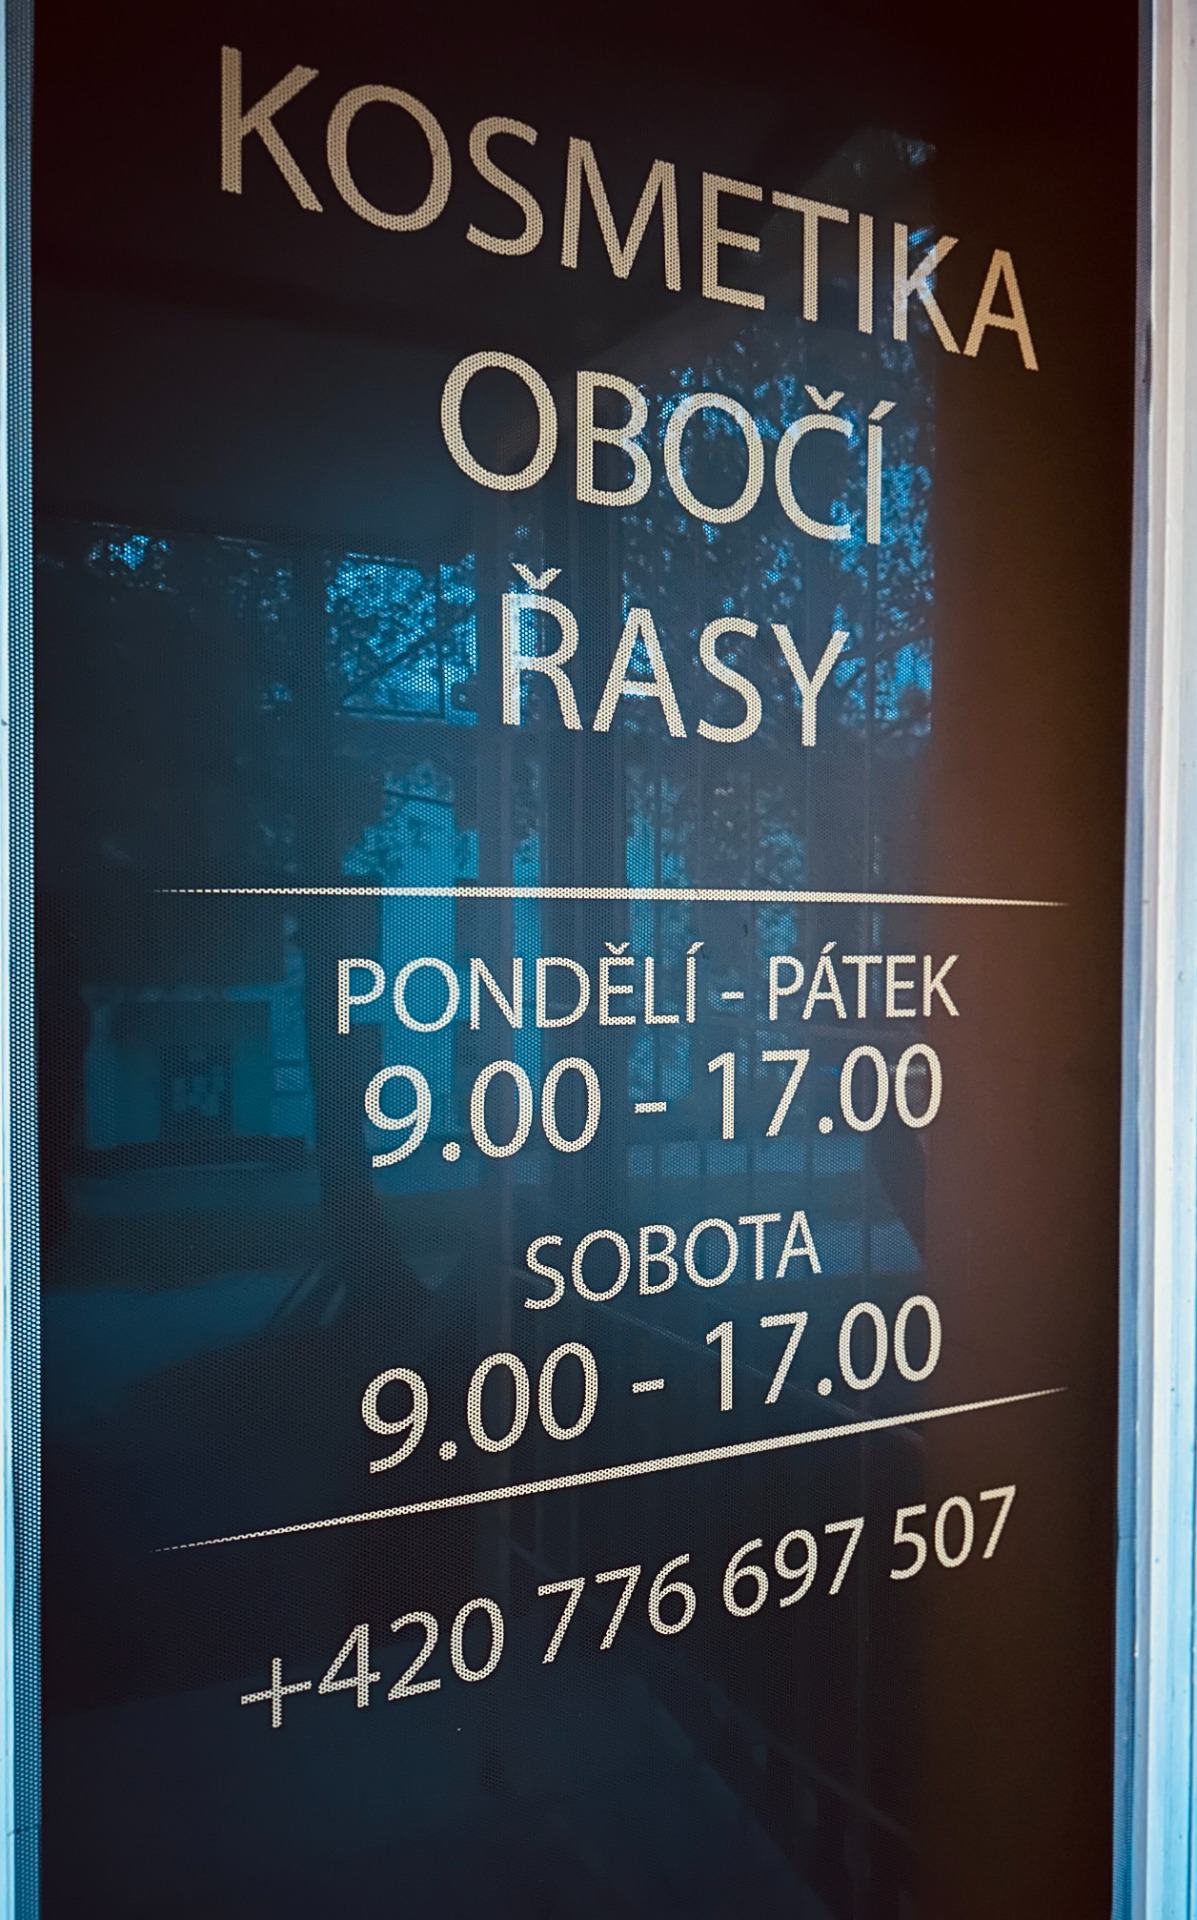 KOSMETIKA
OBOČÍ
ŘASY
PONDĚLÍ - PÁTEK
9.00 - 17.00
SOBOTA
9.00 - 17.00
+420 776 697 507